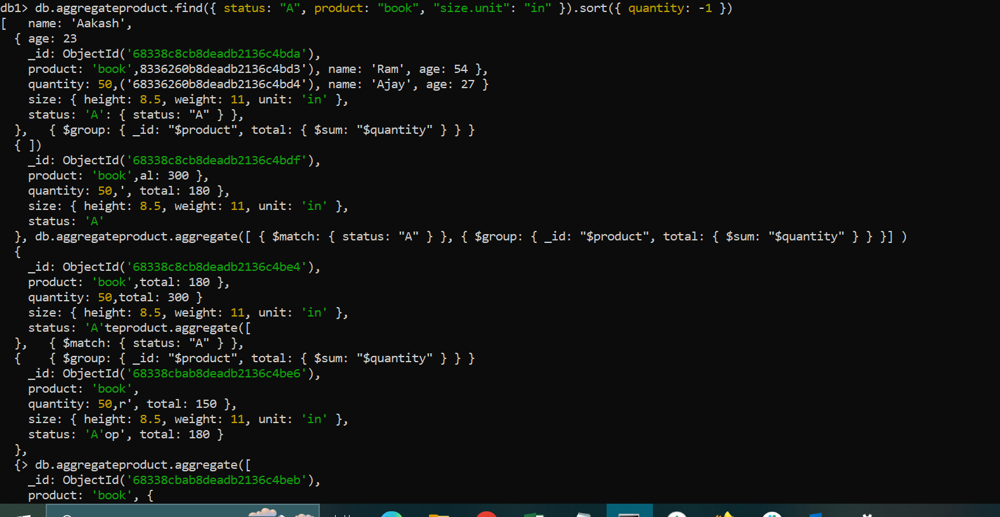 db1> db.aggregateproduct.find({ status: "A", product: "book", "size.unit": "in" }).sort({ quantity: -1 })
[   name: 'Aakash',
  { age: 23
    _id: ObjectId('68338c8cb8deadb2136c4bda'),
    product: 'book',8336260b8deadb2136c4bd3'), name: 'Ram', age: 54 },
    quantity: 50,('68336260b8deadb2136c4bd4'), name: 'Ajay', age: 27 }
    size: { height: 8.5, weight: 11, unit: 'in' },
    status: 'A': { status: "A" } },
  },   { $group: { _id: "$product", total: { $sum: "$quantity" } } }
  { ])
    _id: ObjectId('68338c8cb8deadb2136c4bdf'),
    product: 'book',al: 300 },
    quantity: 50,', total: 180 },
    size: { height: 8.5, weight: 11, unit: 'in' },
    status: 'A'
  }, db.aggregateproduct.aggregate([ { $match: { status: "A" } }, { $group: { _id: "$product", total: { $sum: "$quantity" } } }] )
  {
    _id: ObjectId('68338c8cb8deadb2136c4be4'),
    product: 'book',total: 180 },
    quantity: 50,total: 300 }
    size: { height: 8.5, weight: 11, unit: 'in' },
    status: 'A'teproduct.aggregate([
  },   { $match: { status: "A" } },
  {    { $group: { _id: "$product", total: { $sum: "$quantity" } } }
    _id: ObjectId('68338cbab8deadb2136c4be6'),
    product: 'book',
    quantity: 50,r', total: 150 },
    size: { height: 8.5, weight: 11, unit: 'in' },
    status: 'A'op', total: 180 }
  },
  {> db.aggregateproduct.aggregate([
    _id: ObjectId('68338cbab8deadb2136c4beb'),
    product: 'book', {